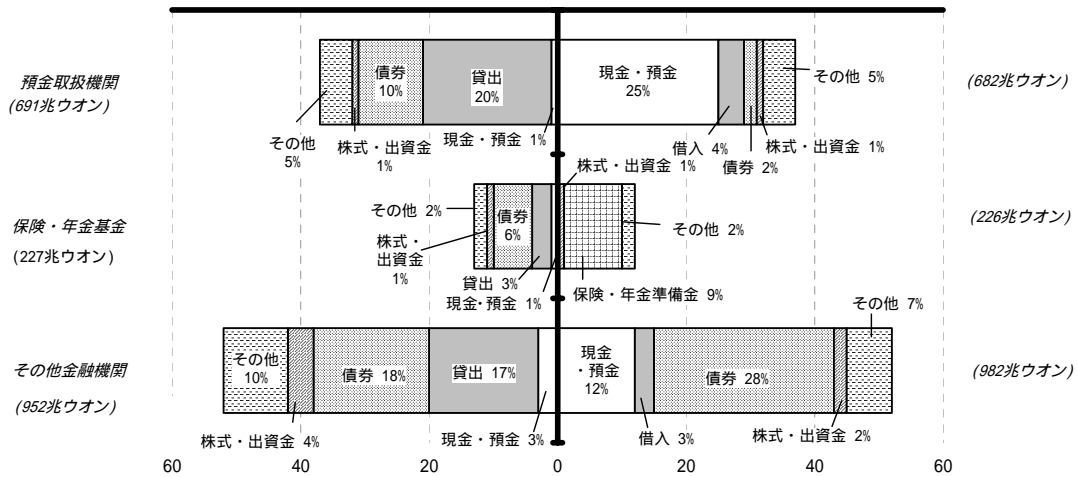 預金取扱機関
(691兆ウオン)
その他
5%
株式・出資金
1%
債券
10%
貸出
20%
現金・預金 1%
現金・預金
25%
借入 4%
債券 2%
株式・出資金 1%
その他 5%
(682兆ウオン)
保険・年金基金
(227兆ウオン)
その他 2%
株式・
出資金
1%
債券
6%
貸出 3%
現金・預金 1%
株式・出資金 1%
保険・年金準備金 9%
その他 2%
(226兆ウオン)
その他金融機関
(952兆ウオン)
その他
10%
株式・出資金 4%
債券 18%
貸出 17%
現金・預金 3%
現金
・預金
12%
借入 3%
債券 28%
株式・出資金 2%
その他 7%
(982兆ウオン)
60 40 20 0 20 40 60